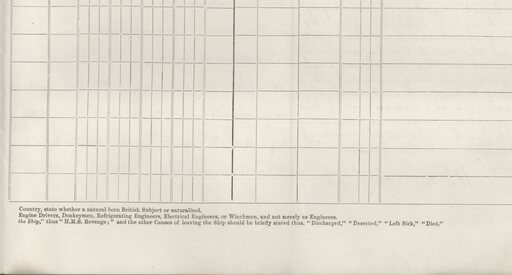 Country, state whether a natural born British Subject or naturalized.
Engine Drivers, Donkeymen, Refrigerating Engineers, Electrical Engineers, or Winchmen, and not merely as Engineers.
the Ship," thus "H.M.S. Revenge;" and the other Causes of leaving the Ship should be briefly stated thus. "Discharged," "Deserted," "Left Sick," "Died."